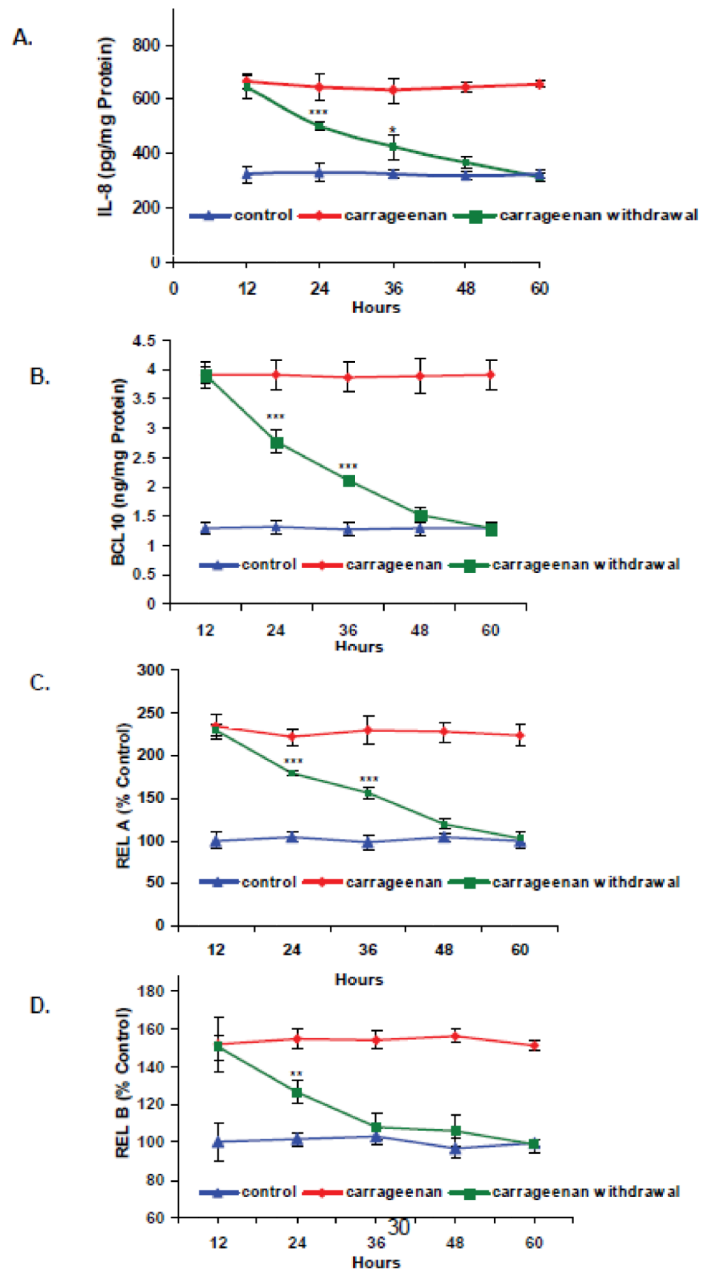 A.
IL-8 (pg/mg Protein)
800
600
***
*
400
200
control carrageenan carrageenan withdrawal
0
0 12 24 36 48 60
Hours
B.
BCL10 (ng/mg Protein)
4.5
4
3.5
3
***
2.5
***
2
1.5
1
control carrageenan carrageenan withdrawal
0.5
0
12 24 36 48 60
Hours
C.
REL A (% Control)
300
250
200
***
***
150
100
50
control carrageenan carrageenan withdrawal
0
12 24 36 48 60
Hours
D.
REL B (% Control)
180
160
140
**
120
100
80
control carrageenan carrageenan withdrawal
60
30
12 24 36 48 60
Hours